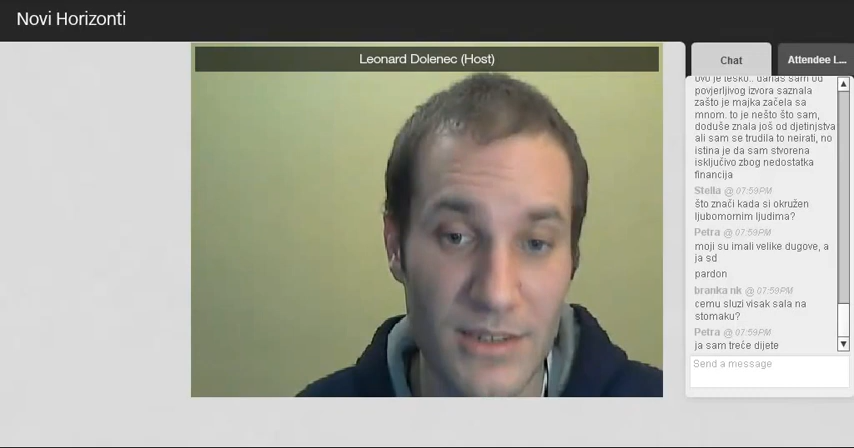 Novi Horizonti
Leonard Dolenec (Host)
Chat
Attendee L...
ovo je teško.. danas sam od
povjerljivog izvora saznala
zašto je majka začela sa
mnom. to je nešto što sam,
doduše znala još od djetinjstva
ali sam se trudila to neirati, no
istina je da sam stvorena
isključivo zbog nedostatka
financija
Stella @ 07:59PM
što znači kada si okružen
ljubomornim ljudima?
Petra @ 07:59PM
moji su imali velike dugove, a
ja sd
pardon
branka nk @ 07:59PM
cemu sluzi visak sala na
stomaku?
Petra @ 07:59PM
ja sam treće dijete
Send a message